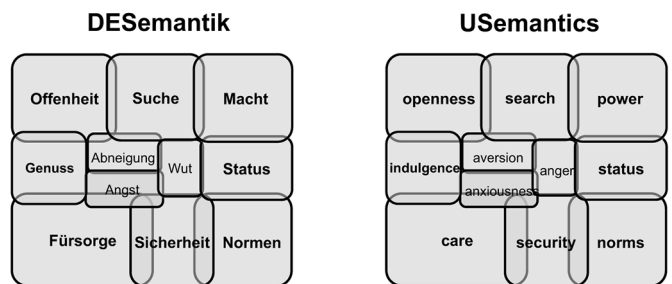 DESemantik
Offenheit
Suche
Macht
Genuss
Abneigung
Angst
Wut
Status
Fürsorge
Sicherheit
Normen
USemantics
openness
search
power
indulgence
aversion
anxiousness
anger
status
care
security
norms